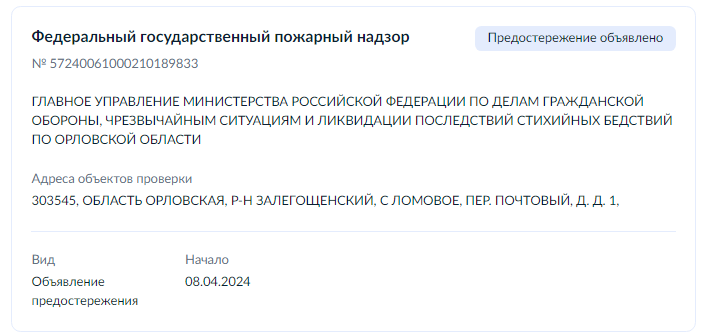 Федеральный государственный пожарный надзор
Предостережение объявлено
№ 57240061000210189833
ГЛАВНОЕ УПРАВЛЕНИЕ МИНИСТЕРСТВА РОССИЙСКОЙ ФЕДЕРАЦИИ ПО ДЕЛАМ ГРАЖДАНСКОЙ
ОБОРОНЫ, ЧРЕЗВЫЧАЙНЫМ СИТУАЦИЯМ И ЛИКВИДАЦИИ ПОСЛЕДСТВИЙ СТИХИЙНЫХ БЕДСТВИЙ
ПО ОРЛОВСКОЙ ОБЛАСТИ
Адреса объектов проверки
303545, ОБЛАСТЬ ОРЛОВСКАЯ, Р-Н ЗАЛЕГОЩЕНСКИЙ, С ЛОМОВОЕ, ПЕР. ПОЧТОВЫЙ, Д. Д. 1,
Вид
Начало
Объявление
предостережения
08.04.2024